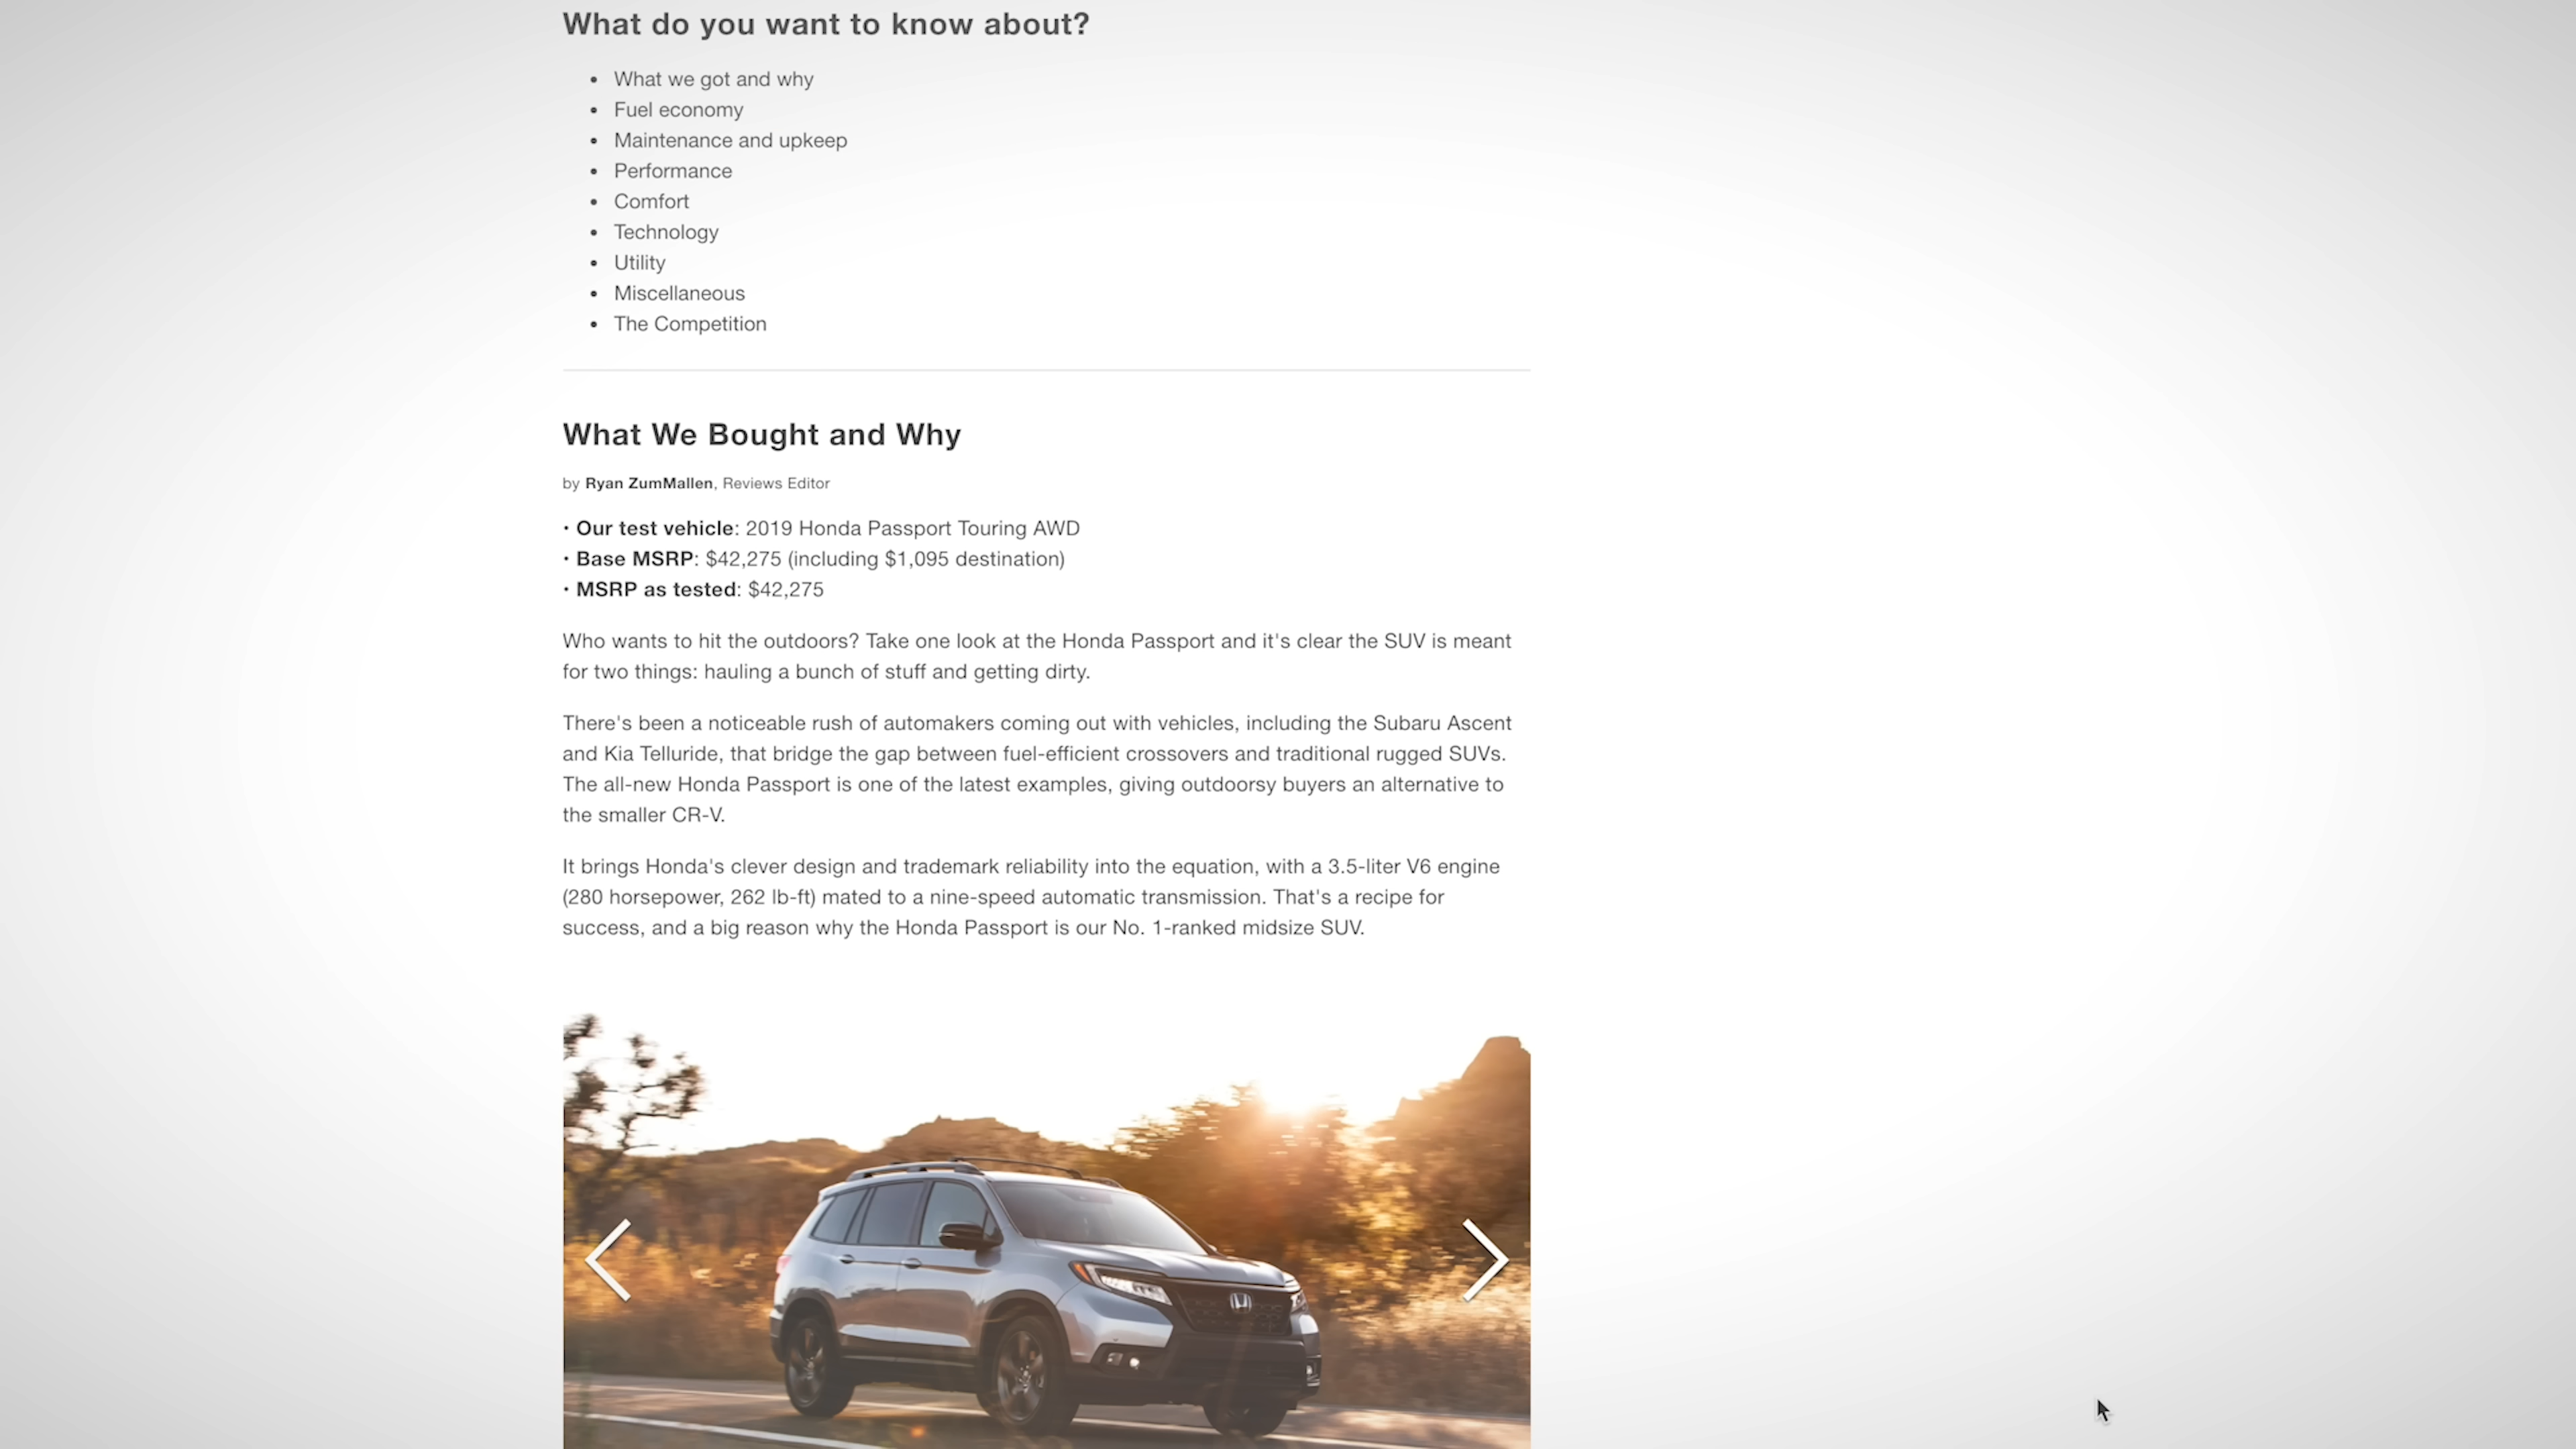 What do you want to know about?
• What we got and why
• Fuel economy
• Maintenance and upkeep
• Performance
• Comfort
• Technology
• Utility
• Miscellaneous
• The Competition
What We Bought and Why
by Ryan ZumMallen, Reviews Editor
• Our test vehicle: 2019 Honda Passport Touring AWD
• Base MSRP: $42,275 (including $1,095 destination)
• MSRP as tested: $42,275
Who wants to hit the outdoors? Take one look at the Honda Passport and it's clear the SUV is meant
for two things: hauling a bunch of stuff and getting dirty.
There's been a noticeable rush of automakers coming out with vehicles, including the Subaru Ascent
and Kia Telluride, that bridge the gap between fuel-efficient crossovers and traditional rugged SUVs.
The all-new Honda Passport is one of the latest examples, giving outdoorsy buyers an alternative to
the smaller CR-V.
It brings Honda's clever design and trademark reliability into the equation, with a 3.5-liter V6 engine
(280 horsepower, 262 lb-ft) mated to a nine-speed automatic transmission. That's a recipe for
success, and a big reason why the Honda Passport is our No. 1-ranked midsize SUV.